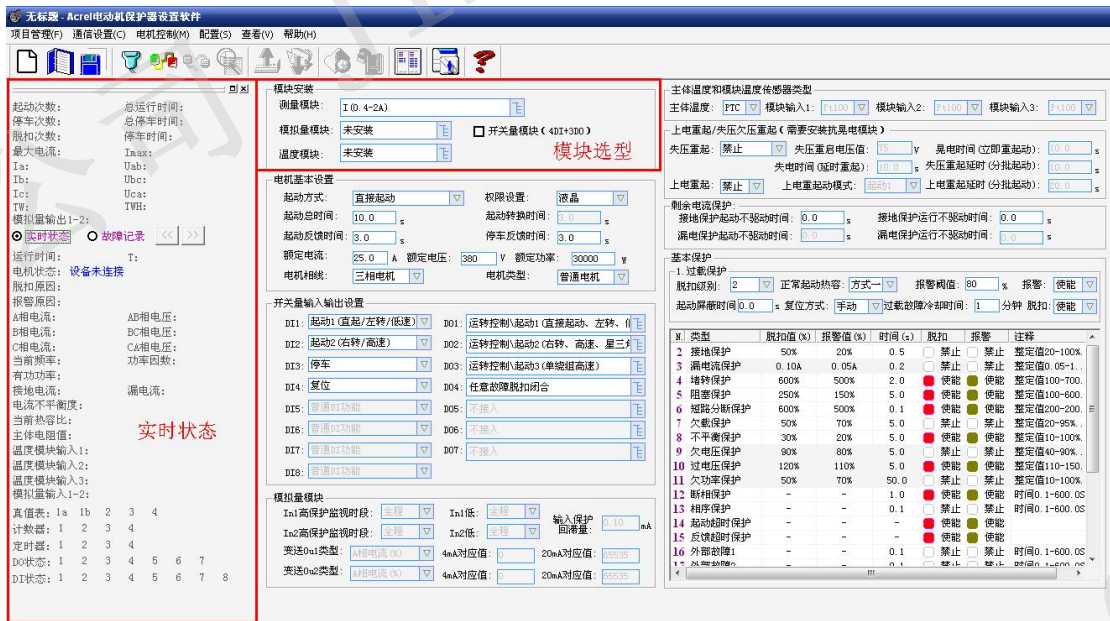 无标题 - Acrel电动机保护器设置软件
项目管理(F) 通信设置(C) 电机控制(M) 配置(S) 查看(V) 帮助(H)
起动次数: 总运行时间:
停车次数: 总停车时间:
脱扣次数: 停车时间:
最大电流: Imax:
Ia: Uab:
Ib: Ubc:
Ic: Uca:
TW: TWH:
模拟量输出1-2:
实时状态 故障记录 << >>
运行时间: T:
电机状态: 设备未连接
脱扣原因:
报警原因:
A相电流: AB相电压:
B相电流: BC相电压:
C相电流: CA相电压:
当前频率: 功率因数:
有功功率:
接地电流: 漏电流:
电流不平衡度:
当前热容比:
主体电阻值:
实时状态
温度模块输入1:
温度模块输入2:
温度模块输入3:
模拟量输入1-2:
真值表: 1a 1b 2 3 4
计数器: 1 2 3 4
定时器: 1 2 3 4
DO状态: 1 2 3 4 5 6 7
DI状态: 1 2 3 4 5 6 7 8
模块安装
测量模块: I(0.4-2A)
模拟量模块: 未安装 开关量模块(4DI+3DO)
温度模块: 未安装
模块选型
电机基本设置
起动方式: 直接起动 权限设置: 液晶
起动总时间: 10.0 s 起动转换时间: 3.0 s
起动反馈时间: 3.0 s 停车反馈时间: 3.0 s
额定电流: 25.0 A 额定电压: 380 V 额定功率: 30000 W
电机相线: 三相电机 电机类型: 普通电机
开关量输入输出设置
DI1: 起动1(直起/左转/低速) DO1: 运转控制\起动1(直接起动、左转、
DI2: 起动2(右转/高速) DO2: 运转控制\起动2(右转、高速、星三
DI3: 停车 DO3: 运转控制\起动3(单绕组高速)
DI4: 复位 DO4: 任意故障脱扣闭合
DI5: 普通DI功能 DO5: 不接入
DI6: 普通DI功能 DO6: 不接入
DI7: 普通DI功能 DO7: 不接入
DI8: 普通DI功能
模拟量模块
In1高保护监视时段: 全程 In1低: 全程 输入保护回滞量: 0.10 mA
In2高保护监视时段: 全程 In2低: 全程
变送Ou1类型: A相电流(%) 4mA对应值: 0 20mA对应值: 65535
变送Ou2类型: A相电流(%) 4mA对应值: 0 20mA对应值: 65535
主体温度和模块温度传感器类型
主体温度: PTC 模块输入1: Pt100 模块输入2: Pt100 模块输入3: Pt100
上电重起/失压欠压重起(需要安装抗晃电模块)
失压重起: 禁止 失压重启电压值: 75 V 晃电时间(立即重起动): 10.0 s
失电时间(延时重起): 10.0 s 失压重起延时(分批起动): 10.0 s
上电重起: 禁止 上电重起动模式: 起动1 上电重起延时(分批起动): 20.0 s
剩余电流保护:
接地保护起动不驱动时间: 0.0 s 接地保护运行不驱动时间: 0.0 s
漏电保护起动不驱动时间: 0.0 s 漏电保护运行不驱动时间: 0.0 s
基本保护
1.过载保护
脱扣级别: 2 正常起动热容: 方式一 报警阀值: 80 % 报警: 使能
起动屏蔽时间 0.0 s 复位方式: 手动 过载故障冷却时间: 1 分钟 脱扣: 使能
N. 类型 脱扣值(%) 报警值(%) 时间(s) 脱扣 报警 注释
2 接地保护 50% 20% 0.5 禁止 禁止 整定值20-100%.
3 漏电流保护 0.10A 0.05A 0.2 禁止 禁止 整定值0.05-1..
4 堵转保护 600% 500% 2.0 使能 使能 整定值100-700.
5 阻塞保护 250% 150% 5.0 使能 使能 整定值100-600.
6 短路分断保护 600% 500% 0.1 使能 使能 整定值200-200.
7 欠载保护 50% 70% 5.0 禁止 禁止 整定值20-95%..
8 不平衡保护 30% 20% 5.0 使能 使能 整定值10-100%.
9 欠电压保护 90% 80% 5.0 禁止 禁止 整定值40-90%..
10 过电压保护 120% 110% 5.0 使能 使能 整定值110-150.
11 欠功率保护 50% 70% 50.0 禁止 禁止 整定值10-100%.
12 断相保护 - - 1.0 使能 使能 时间0.1-600.0S
13 相序保护 - - 0.1 禁止 禁止 时间0.1-600.0S
14 起动超时保护 - - - 使能 使能
15 反馈超时保护 - - - 使能 使能
16 外部故障1 - - 0.1 禁止 禁止 时间0.1-600.0S
17 外部故障2 - - 0.1 禁止 禁止 时间0.1-600.0S